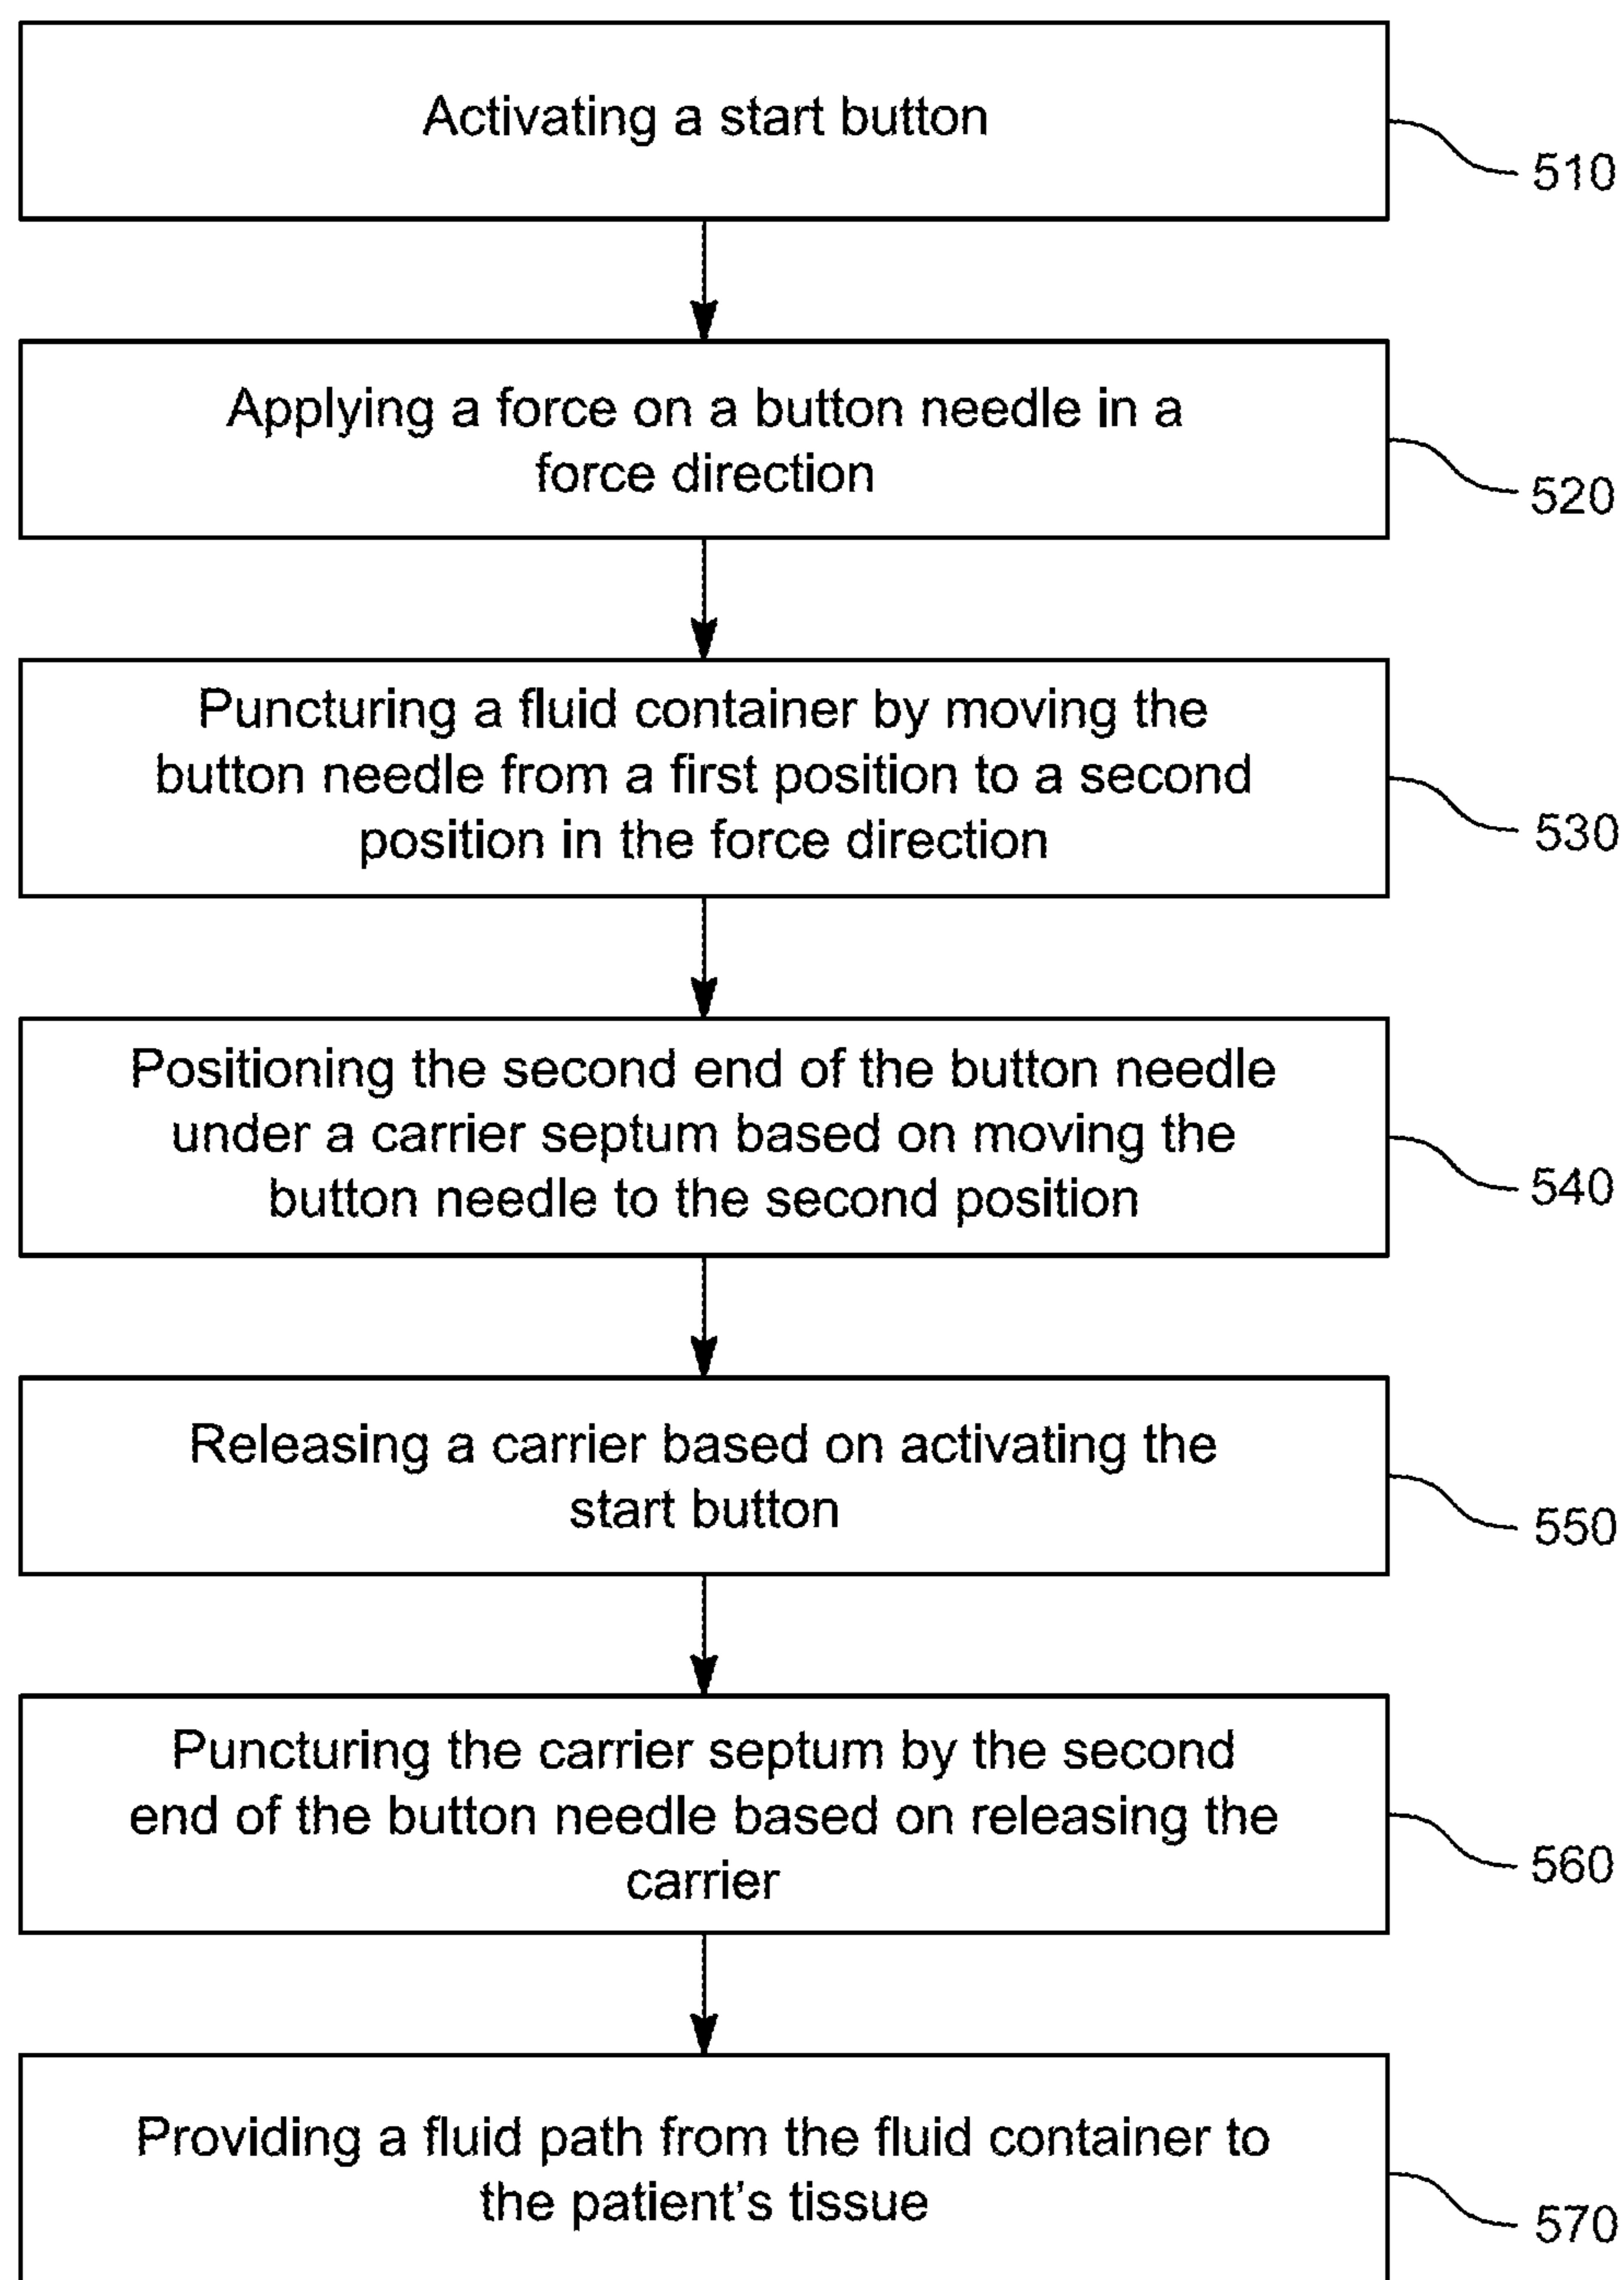 Activating a start button
510
Applying a force on a button needle in a
force direction
520
Puncturing a fluid container by moving the
button needle from a first position to a second
position in the force direction
530
Positioning the second end of the button needle
under a carrier septum based on moving the
button needle to the second position
540
Releasing a carrier based on activating the
start button
550
Puncturing the carrier septum by the second
end of the button needle based on releasing the
carrier
560
Providing a fluid path from the fluid container to
the patient's tissue
570